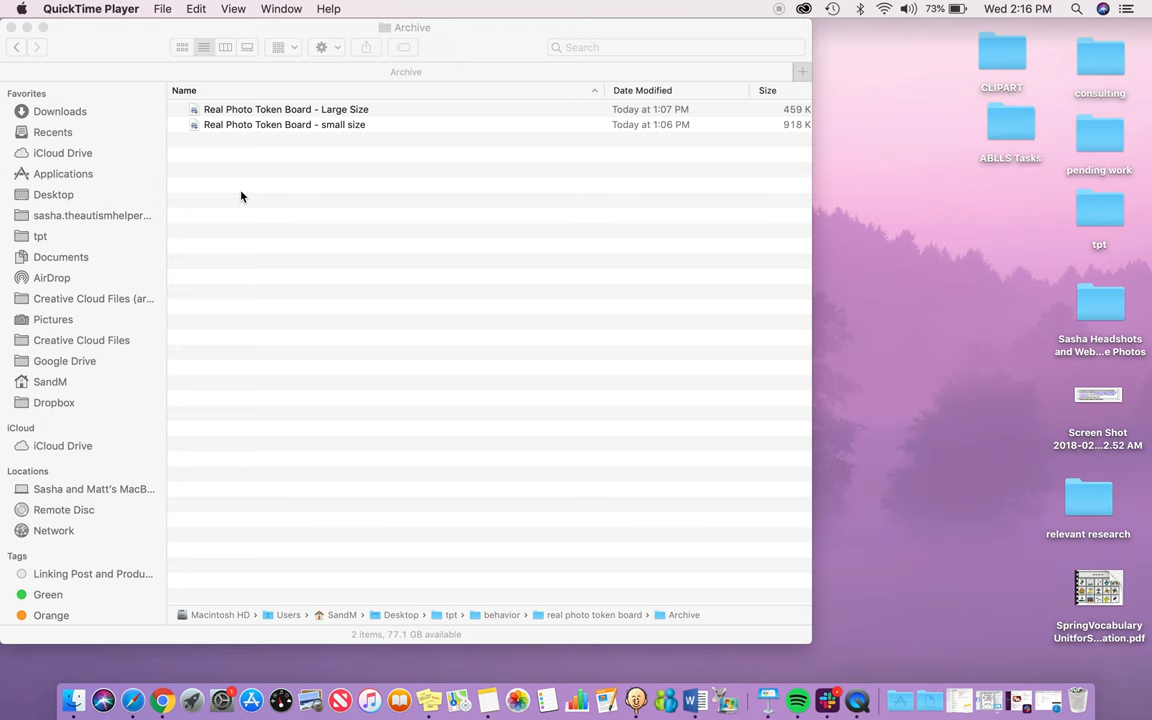 QuickTime Player File Edit View Window Help 73% Wed 2:16 PM
Archive
Search
Archive
Name Date Modified Size
Real Photo Token Board - Large Size Today at 1:07 PM 459 K
Real Photo Token Board - small size Today at 1:06 PM 918 K
Favorites
Downloads
Recents
iCloud Drive
Applications
Desktop
sasha.theautismhelper...
tpt
Documents
AirDrop
Creative Cloud Files (ar...
Pictures
Creative Cloud Files
Google Drive
SandM
Dropbox
iCloud
iCloud Drive
Locations
Sasha and Matt's MacB...
Remote Disc
Network
Tags
Linking Post and Produ...
Green
Orange
Macintosh HD › Users › SandM › Desktop › tpt › behavior › real photo token board › Archive
2 items, 77.1 GB available
CLIPART
consulting
ABLLS Tasks
pending work
tpt
Sasha Headshots
and Web...e Photos
Screen Shot
2018-02...2.52 AM
relevant research
SpringVocabulary
UnitforS...ation.pdf